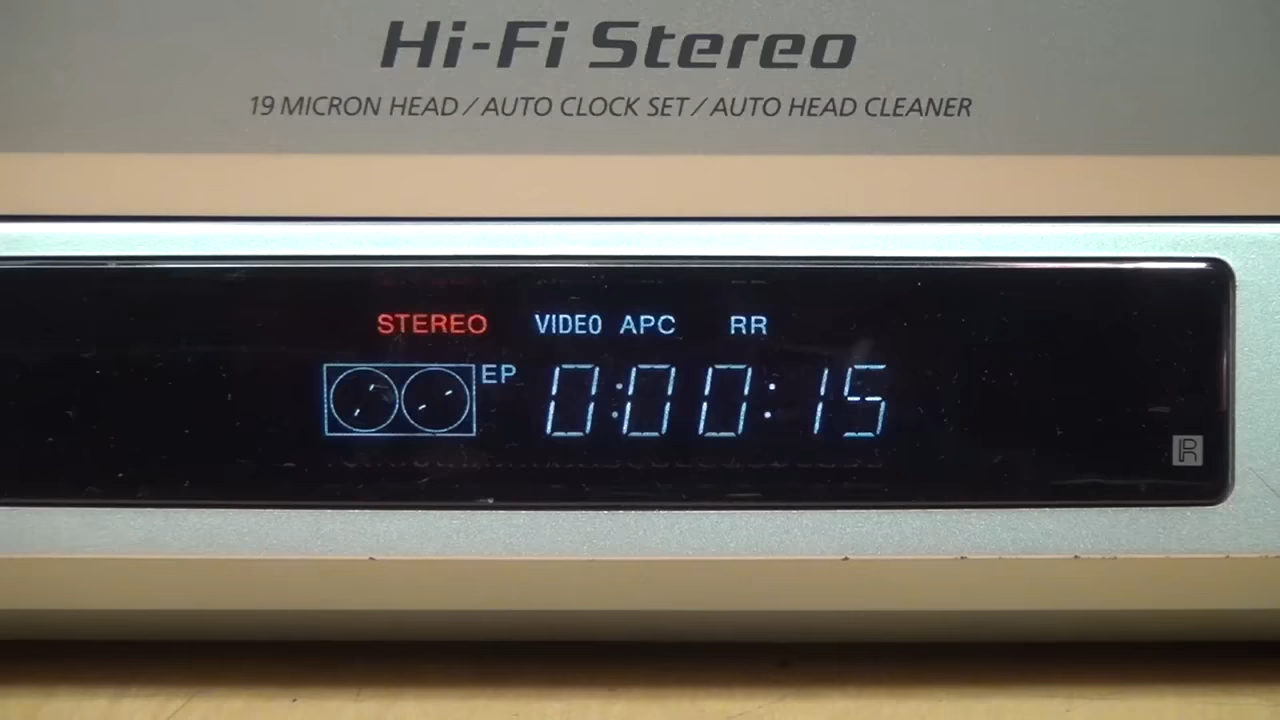 Hi-Fi Stereo
19 MICRON HEAD / AUTO CLOCK SET / AUTO HEAD CLEANER
STEREO VIDEO APC RR
EP 0:00:15
R